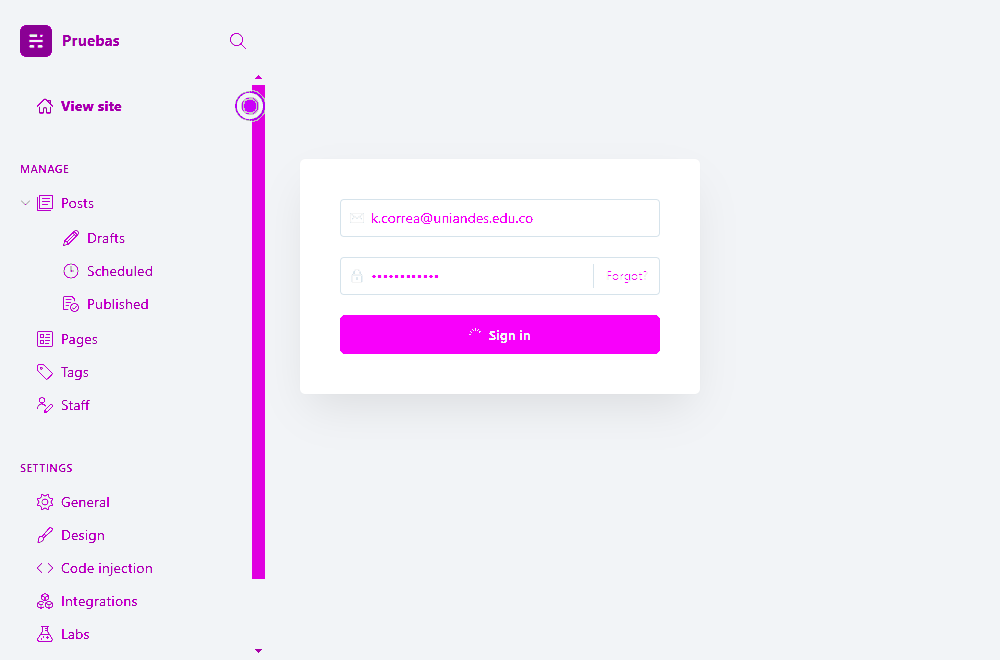 Pruebas
View site
MANAGE
Posts
Drafts
Scheduled
Published
Pages
Tags
Staff
SETTINGS
General
Design
Code injection
Integrations
Labs
k.correa@uniandes.edu.co
••••••••••••
Forgot?
Sign in